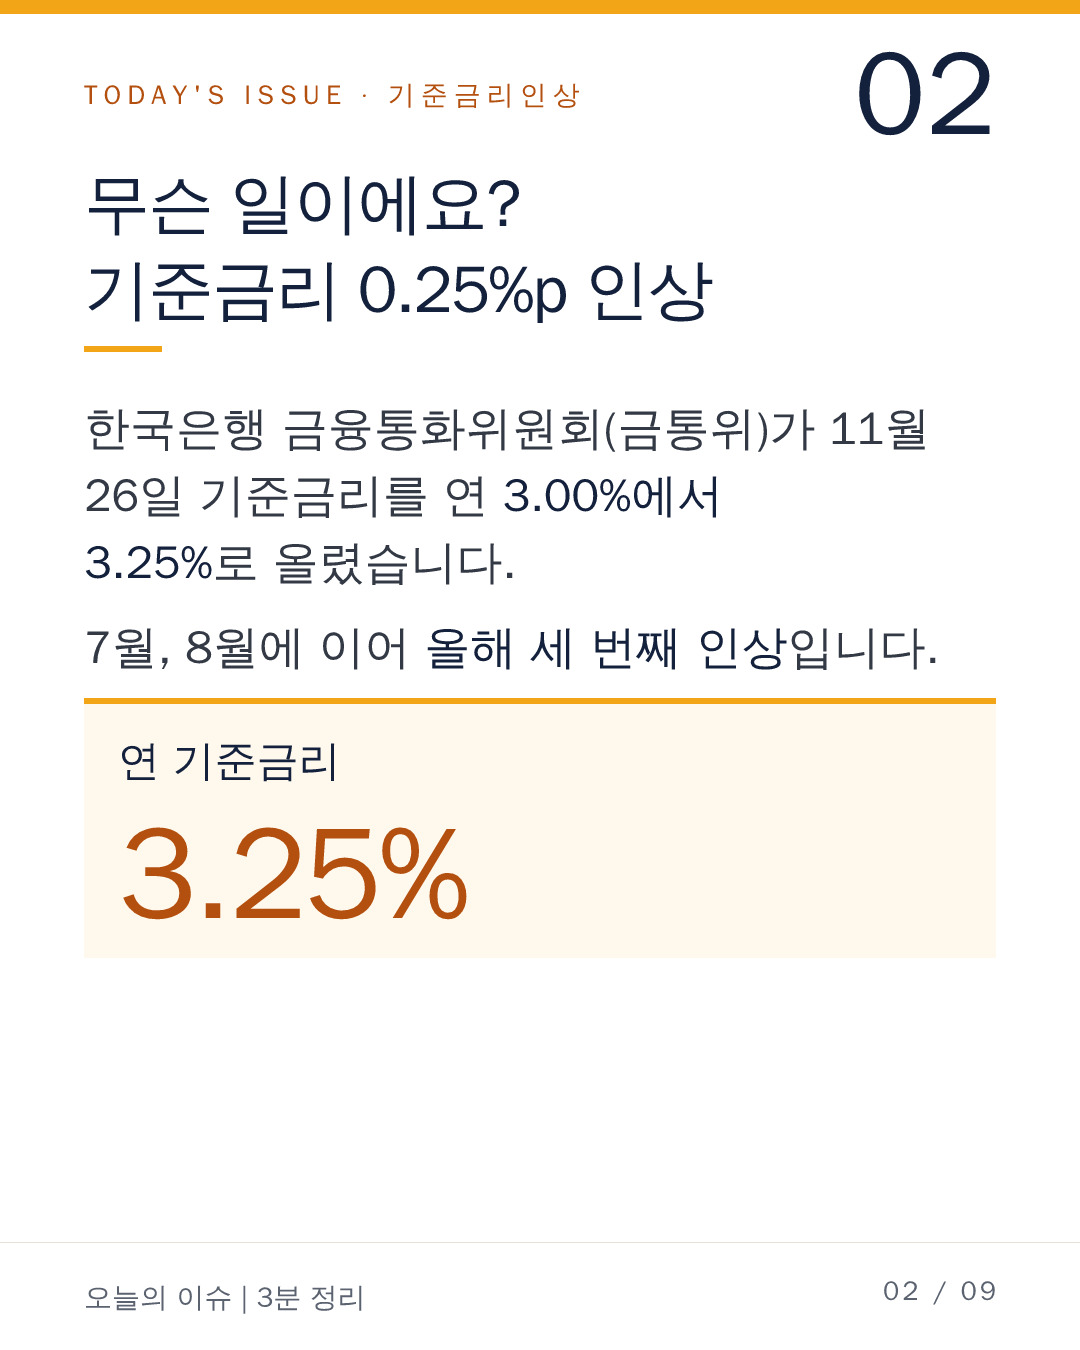 TODAY'S ISSUE · 기준금리인상
02
무슨 일이에요?
기준금리 0.25%p 인상
한국은행 금융통화위원회(금통위)가 11월
26일 기준금리를 연 3.00%에서
3.25%로 올렸습니다.
7월, 8월에 이어 올해 세 번째 인상입니다.
연 기준금리
3.25%
오늘의 이슈 | 3분 정리
02 / 09